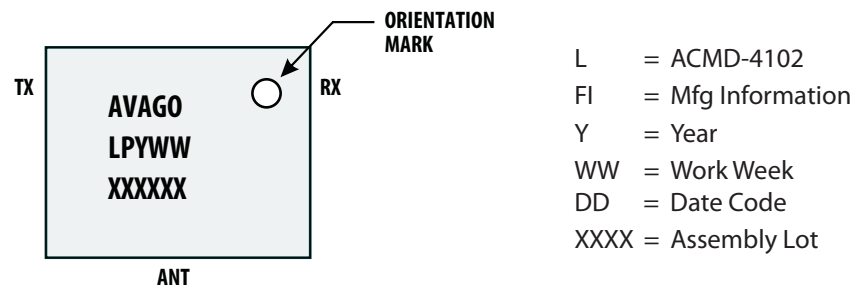 ORIENTATION
MARK
TX
RX
AVAGO
LPYWW
XXXXXX
ANT
L = ACMD-4102
FI = Mfg Information
Y = Year
WW = Work Week
DD = Date Code
XXXX = Assembly Lot